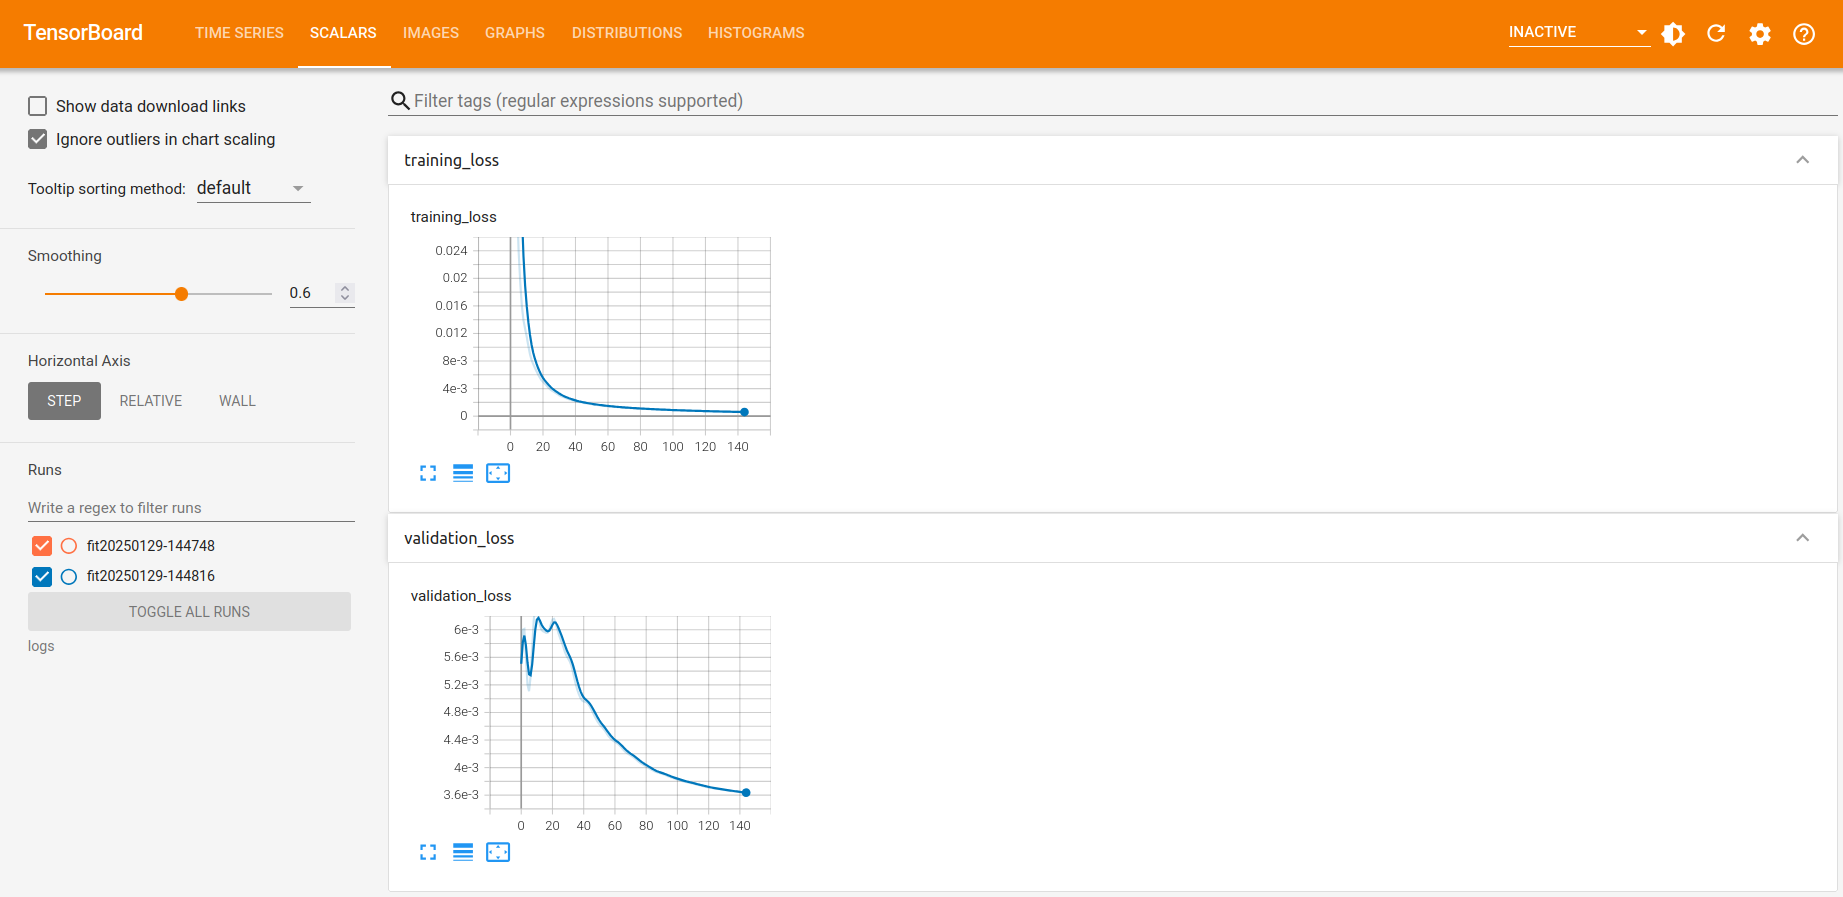 TensorBoard
TIME SERIES SCALARS IMAGES GRAPHS DISTRIBUTIONS HISTOGRAMS
INACTIVE
Show data download links
Ignore outliers in chart scaling
Tooltip sorting method: default
Smoothing
0.6
Horizontal Axis
STEP RELATIVE WALL
Runs
Write a regex to filter runs
fit20250129-144748
fit20250129-144816
TOGGLE ALL RUNS
logs
Filter tags (regular expressions supported)
training_loss
training_loss
0.024
0.02
0.016
0.012
8e-3
4e-3
0
0 20 40 60 80 100 120 140
validation_loss
validation_loss
6e-3
5.6e-3
5.2e-3
4.8e-3
4.4e-3
4e-3
3.6e-3
0 20 40 60 80 100 120 140